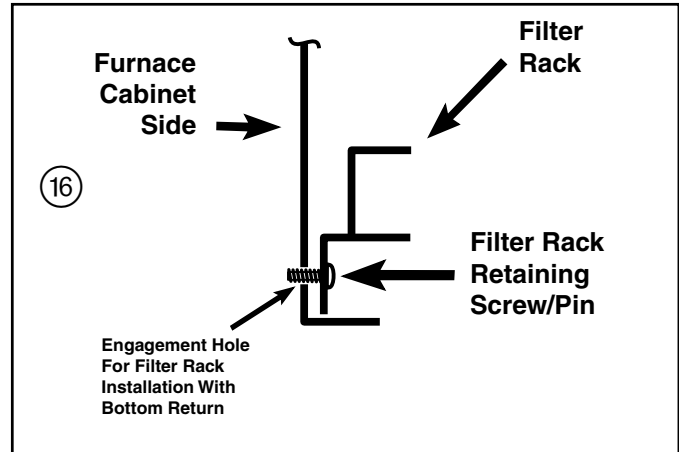 Furnace
Cabinet
Side
Filter
Rack
16
Filter Rack
Retaining
Screw/Pin
Engagement Hole
For Filter Rack
Installation With
Bottom Return